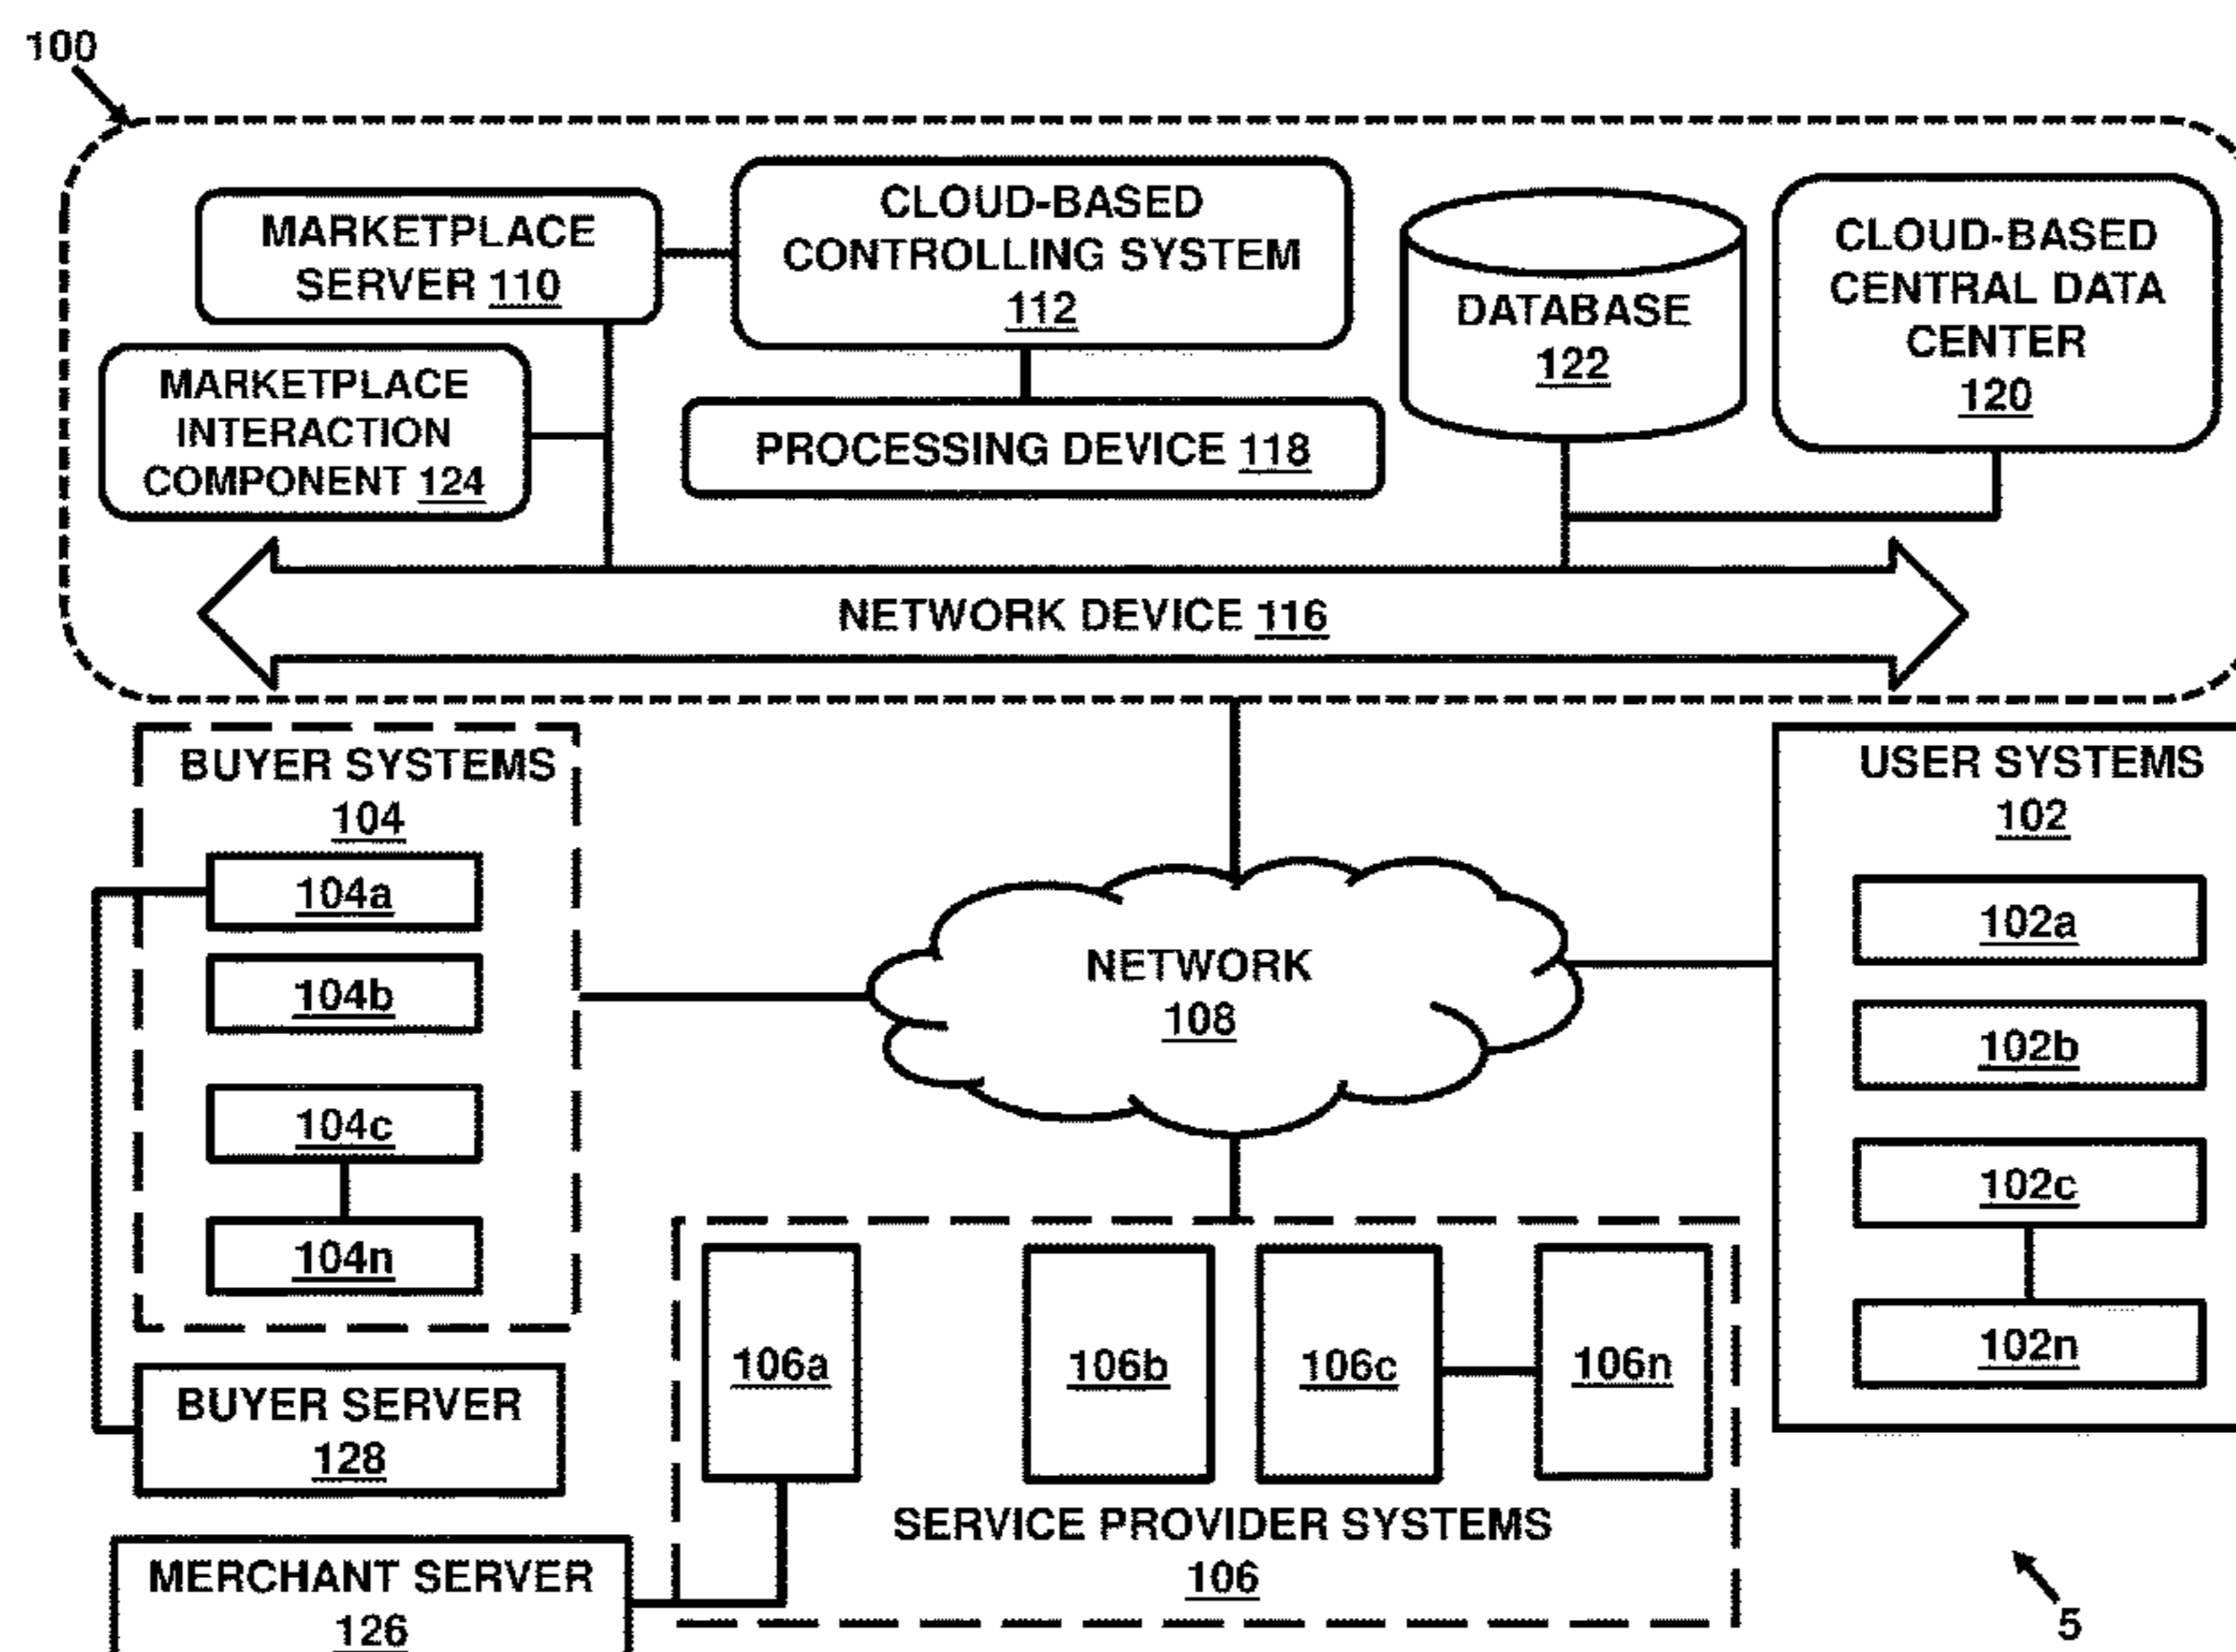 100
MARKETPLACE
SERVER 110
CLOUD-BASED
CONTROLLING SYSTEM
112
DATABASE
122
CLOUD-BASED
CENTRAL DATA
CENTER
120
MARKETPLACE
INTERACTION
COMPONENT 124
PROCESSING DEVICE 118
NETWORK DEVICE 116
BUYER SYSTEMS
104
104a
104b
104c
104n
NETWORK
108
USER SYSTEMS
102
102a
102b
102c
102n
BUYER SERVER
128
106a
106b
106c
106n
SERVICE PROVIDER SYSTEMS
106
MERCHANT SERVER
126
5